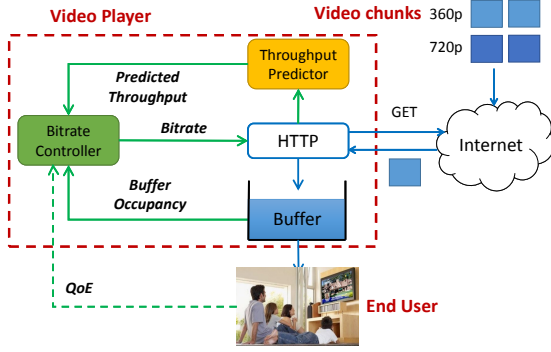 Video Player
Video chunks
360p
720p
Throughput
Predictor
Predicted
Throughput
GET
Bitrate
Controller
Bitrate
HTTP
Internet
Buffer
Occupancy
Buffer
QoE
End User